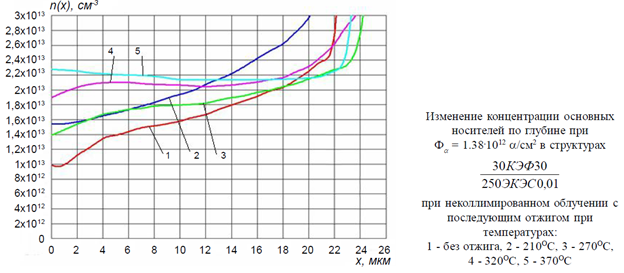 n(x), см-3
3x10¹³
2,8x10¹³
2,6x10¹³
2,4x10¹³
2,2x10¹³
2x10¹³
1,8x10¹³
1,6x10¹³
1,4x10¹³
1,2x10¹³
1x10¹³
8x10¹²
6x10¹²
4x10¹²
2x10¹²
0
4 5
1 2 3
0 2 4 6 8 10 12 14 16 18 20 22 24 26
x, мкм
Изменение концентрации основных
носителей по глубине при
Фα = 1.38·10¹² α/см² в структурах
30КЭФ30
250ЭКЭС0,01
при неколлимированном облучении с
последующим отжигом при
температурах:
1 - без отжига, 2 - 210⁰С, 3 - 270⁰С,
4 - 320⁰С, 5 - 370⁰С